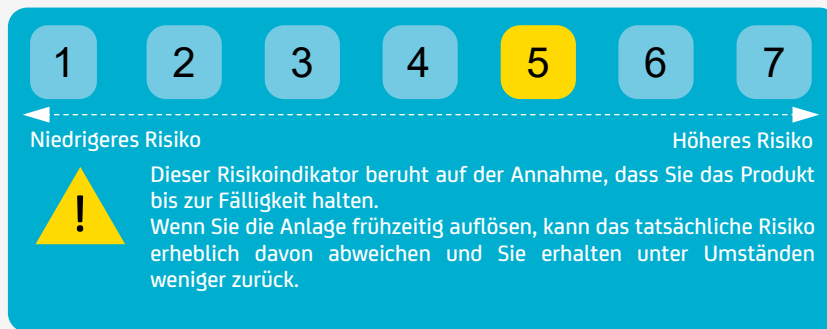 1 2 3 4 5 6 7
Niedrigeres Risiko Höheres Risiko
!
Dieser Risikoindikator beruht auf der Annahme, dass Sie das Produkt
bis zur Fälligkeit halten.
Wenn Sie die Anlage frühzeitig auflösen, kann das tatsächliche Risiko
erheblich davon abweichen und Sie erhalten unter Umständen
weniger zurück.